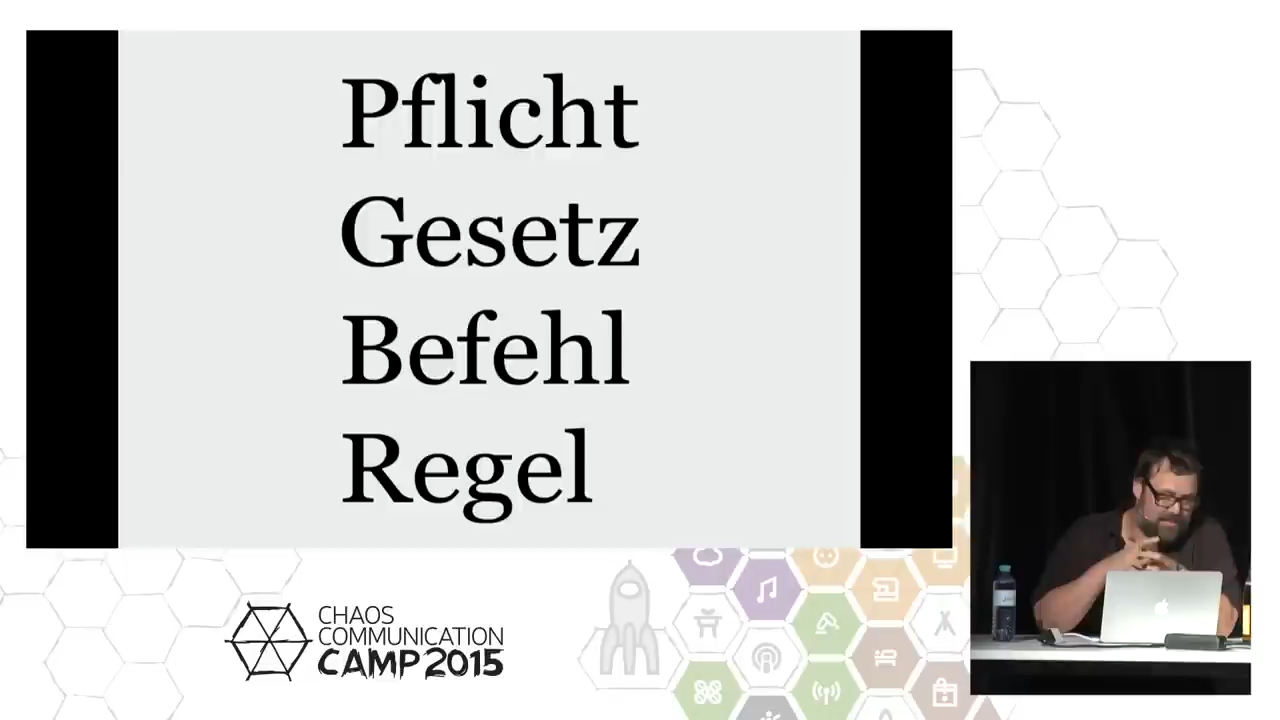 Pflicht
Gesetz
Befehl
Regel
CHAOS
COMMUNICATION
CAMP 2015